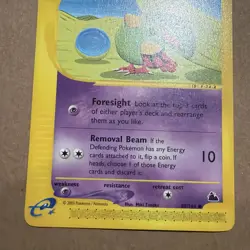 Foresight Look at the top 5 cards
of either player's deck and rearrange
them as you like.
Removal Beam If the
Defending Pokémon has any Energy
cards attached to it, flip a coin. If
heads, choose 1 of those Energy
cards and discard it.
10
weakness
resistance
retreat cost